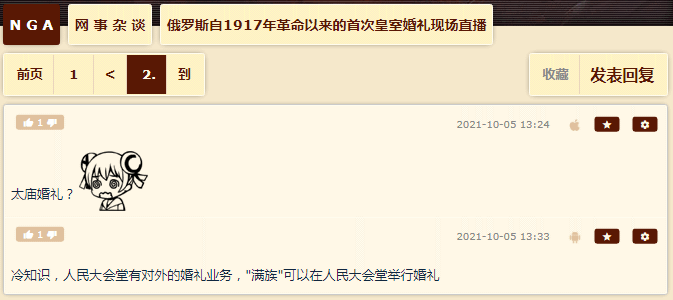 NGA 网事杂谈 俄罗斯自1917年革命以来的首次皇室婚礼现场直播
前页 1 < 2. 到 收藏 发表回复
1 2021-10-05 13:24
太庙婚礼？
1 2021-10-05 13:33
冷知识，人民大会堂有对外的婚礼业务，"满族"可以在人民大会堂举行婚礼